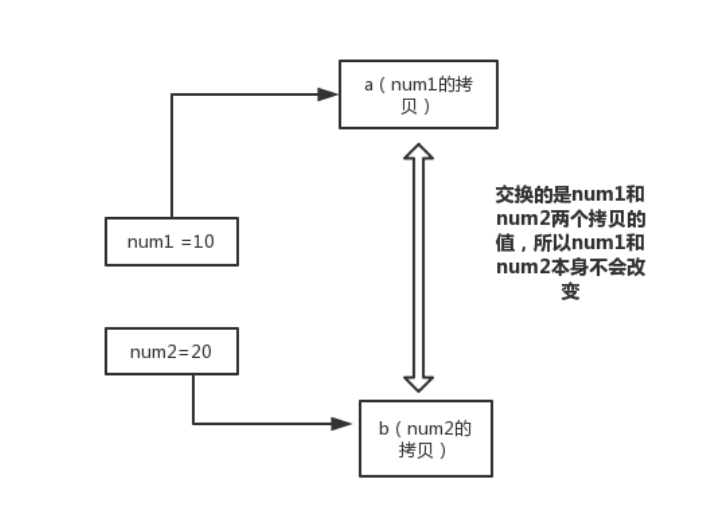 a（num1的拷
贝）
num1 =10
交换的是num1和
num2两个拷贝的
值，所以num1和
num2本身不会改
变
num2=20
b（num2的
拷贝）